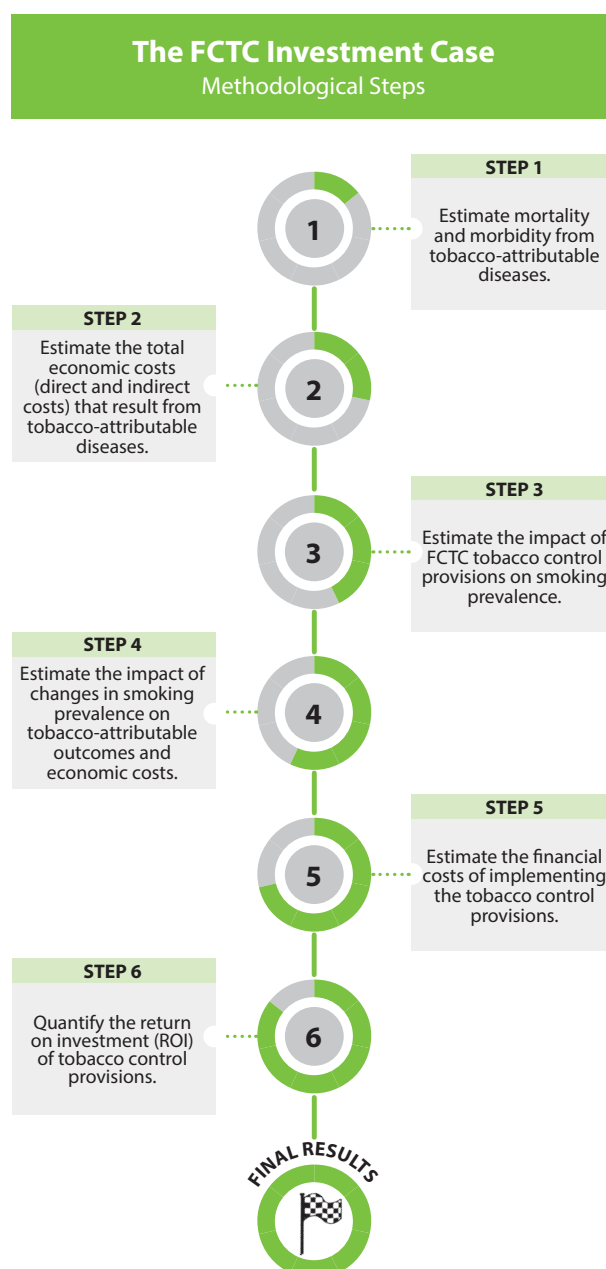 The FCTC Investment Case
Methodological Steps
1
STEP 1
Estimate mortality
and morbidity from
tobacco-attributable
diseases.
STEP 2
Estimate the total
economic costs
(direct and indirect
costs) that result from
tobacco-attributable
diseases.
2
3
STEP 3
Estimate the impact of
FCTC tobacco control
provisions on smoking
prevalence.
STEP 4
Estimate the impact of
changes in smoking
prevalence on
tobacco-attributable
outcomes and
economic costs.
4
5
STEP 5
Estimate the financial
costs of implementing
the tobacco control
provisions.
STEP 6
Quantify the return
on investment (ROI)
of tobacco control
provisions.
6
FINAL RESULTS